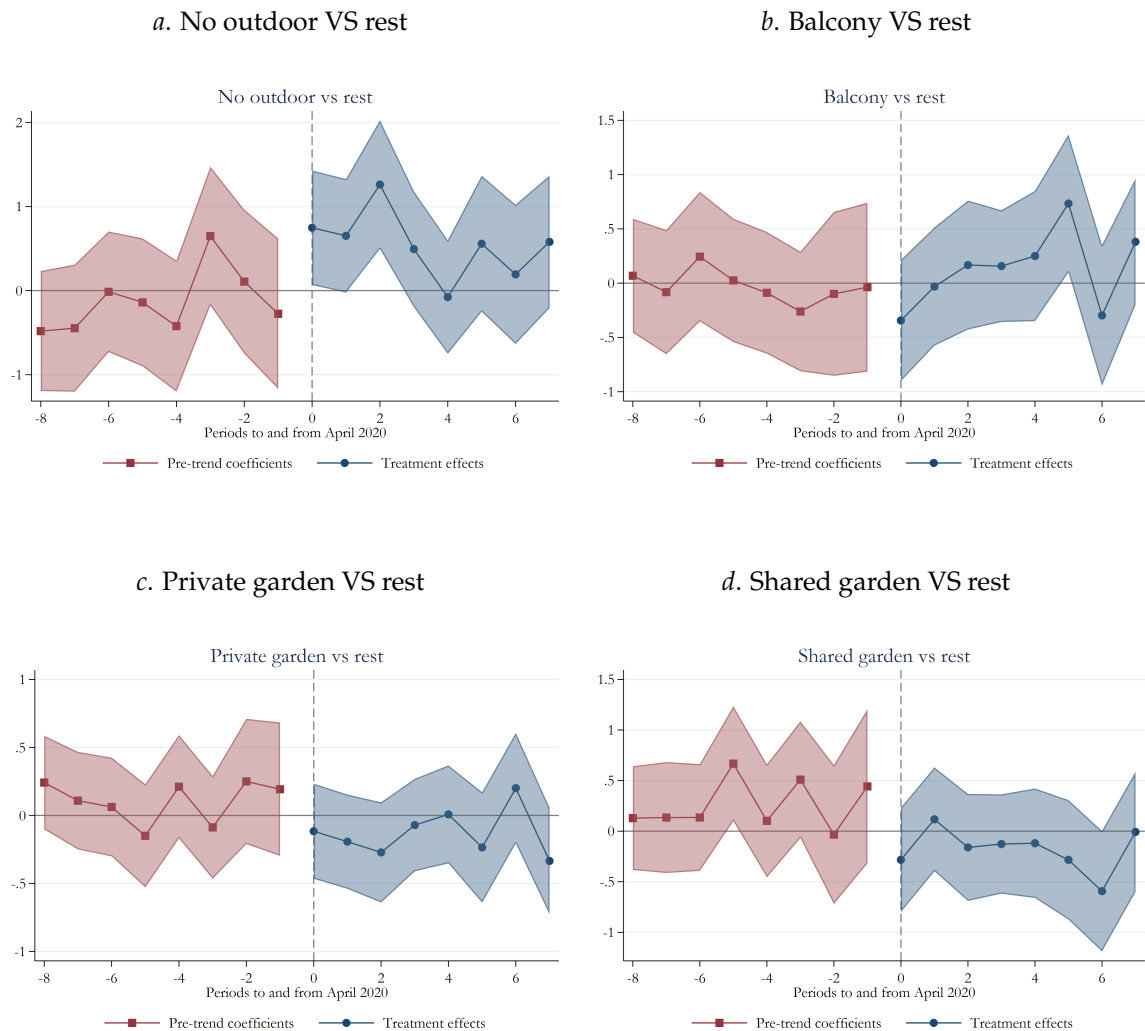 a. No outdoor VS rest
No outdoor vs rest
2
1
0
-1
-8 -6 -4 -2 0 2 4 6
Periods to and from April 2020
Pre-trend coefficients Treatment effects
b. Balcony VS rest
Balcony vs rest
1.5
1
.5
0
-.5
-1
-8 -6 -4 -2 0 2 4 6
Periods to and from April 2020
Pre-trend coefficients Treatment effects
c. Private garden VS rest
Private garden vs rest
1
.5
0
-.5
-1
-8 -6 -4 -2 0 2 4 6
Periods to and from April 2020
Pre-trend coefficients Treatment effects
d. Shared garden VS rest
Shared garden vs rest
1.5
1
.5
0
-.5
-1
-8 -6 -4 -2 0 2 4 6
Periods to and from April 2020
Pre-trend coefficients Treatment effects